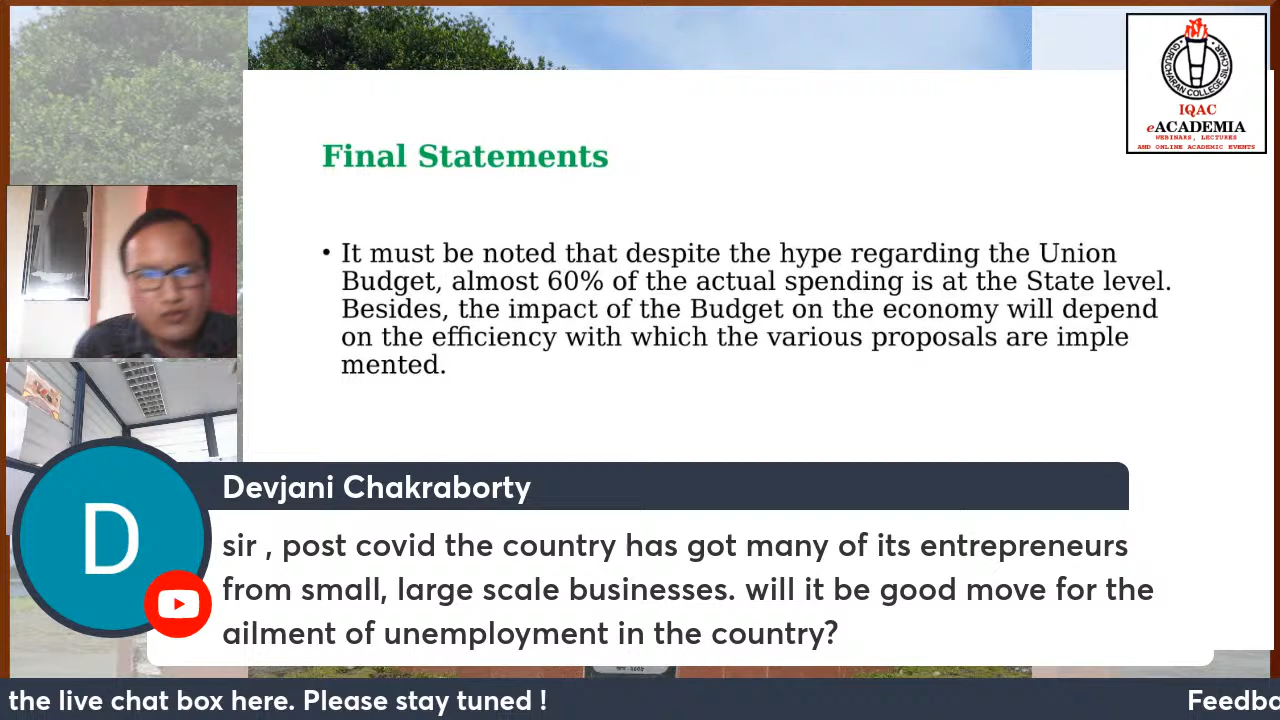 GURUCHARAN COLLEGE SILCHAR
IQAC
eACADEMIA
WEBINARS, LECTURES
AND ONLINE ACADEMIC EVENTS
Final Statements
• It must be noted that despite the hype regarding the Union
Budget, almost 60% of the actual spending is at the State level.
Besides, the impact of the Budget on the economy will depend
on the efficiency with which the various proposals are imple
mented.
D
Devjani Chakraborty
sir , post covid the country has got many of its entrepreneurs
from small, large scale businesses. will it be good move for the
ailment of unemployment in the country?
the live chat box here. Please stay tuned !
Feedba